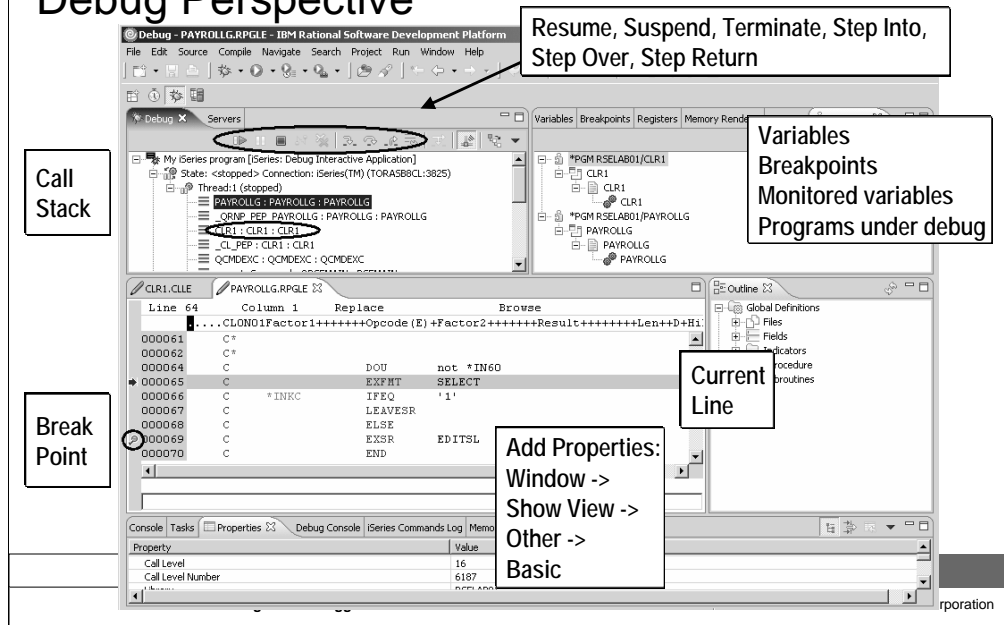 Debug Perspective
Resume, Suspend, Terminate, Step Into,
Step Over, Step Return
Debug - PAYROLLG.RPGLE - IBM Rational Software Development Platform
File Edit Source Compile Navigate Search Project Run Window Help
Debug Servers
Variables Breakpoints Registers Memory Rende
Variables
Breakpoints
Monitored variables
Programs under debug
Call
Stack
My iSeries program [iSeries: Debug Interactive Application]
State: <stopped> Connection: iSeries(TM) (TORASB8CL:3825)
Thread:1 (stopped)
PAYROLLG : PAYROLLG : PAYROLLG
_QRNP_PEP_PAYROLLG : PAYROLLG : PAYROLLG
CLR1 : CLR1 : CLR1
_CL_PEP : CLR1 : CLR1
QCMDEXC : QCMDEXC : QCMDEXC
*PGM RSELAB01/CLR1
CLR1
CLR1
CLR1
*PGM RSELAB01/PAYROLLG
PAYROLLG
PAYROLLG
PAYROLLG
CLR1.CLLE PAYROLLG.RPGLE
Line 64 Column 1 Replace Browse
....CL0N01Factor1+++++++Opcode(E)+Factor2+++++++Result++++++++Len++D+Hi
000061 C*
000062 C*
000064 C DOU not *IN60
000065 C EXFMT SELECT
000066 C *INKC IFEQ '1'
000067 C LEAVESR
000068 C ELSE
000069 C EXSR EDITSL
000070 C END
Outline
Global Definitions
Files
Fields
Indicators
rocedure
broutines
Current
Line
Break
Point
Add Properties:
Window ->
Show View ->
Other ->
Basic
Console Tasks Properties Debug Console iSeries Commands Log Memo
Property Value
Call Level 16
Call Level Number 6187
rporation